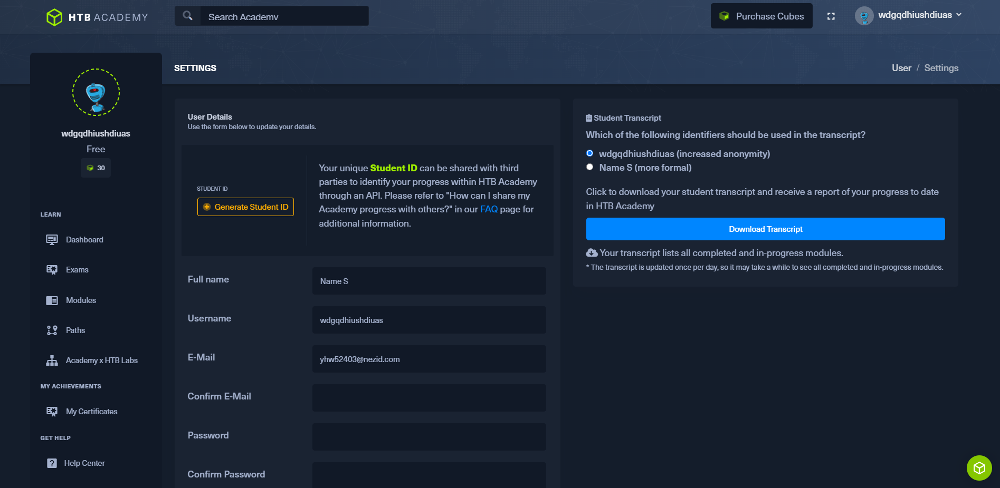 HTB ACADEMY
Search Academy
Purchase Cubes
wdgqdhiushdiuas
SETTINGS
User / Settings
wdgqdhiushdiuas
Free
30
LEARN
Dashboard
Exams
Modules
Paths
Academy x HTB Labs
MY ACHIEVEMENTS
My Certificates
GET HELP
Help Center
User Details
Use the form below to update your details.
STUDENT ID
Generate Student ID
Your unique Student ID can be shared with third
parties to identify your progress within HTB Academy
through an API. Please refer to "How can I share my
Academy progress with others?" in our FAQ page for
additional information.
Full name
Name S
Username
wdgqdhiushdiuas
E-Mail
yhw52403@nezid.com
Confirm E-Mail
Password
Confirm Password
Student Transcript
Which of the following identifiers should be used in the transcript?
wdgqdhiushdiuas (increased anonymity)
Name S (more formal)
Click to download your student transcript and receive a report of your progress to date
in HTB Academy
Download Transcript
Your transcript lists all completed and in-progress modules.
* The transcript is updated once per day, so it may take a while to see all completed and in-progress modules.